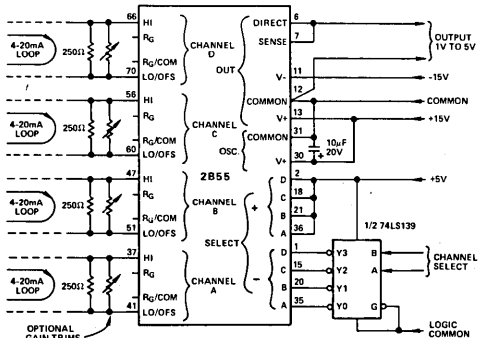 66 HI
4-20mA
LOOP
250Ω
RG
RG/COM
70 LO/OFS
CHANNEL
D
56 HI
4-20mA
LOOP
250Ω
RG
RG/COM
60 LO/OFS
CHANNEL
C
47 HI
4-20mA
LOOP
250Ω
RG
RG/COM
51 LO/OFS
CHANNEL
B
37 HI
4-20mA
LOOP
250Ω
RG
RG/COM
41 LO/OFS
CHANNEL
A
OPTIONAL
GAIN TRIMS
2B55
OUT
DIRECT 6
SENSE 7
OUTPUT
1V TO 5V
V- 11 -15V
COMMON 12 COMMON
V+ 13 +15V
OSC
COMMON 31
V+ 30
10μF
20V
+
SELECT
+
D 2 +5V
C 18
B 21
A 36
-
D 1
C 15
B 20
A 35
1/2 74LS139
Y3 B
Y2 A
Y1
Y0 G
CHANNEL
SELECT
LOGIC
COMMON